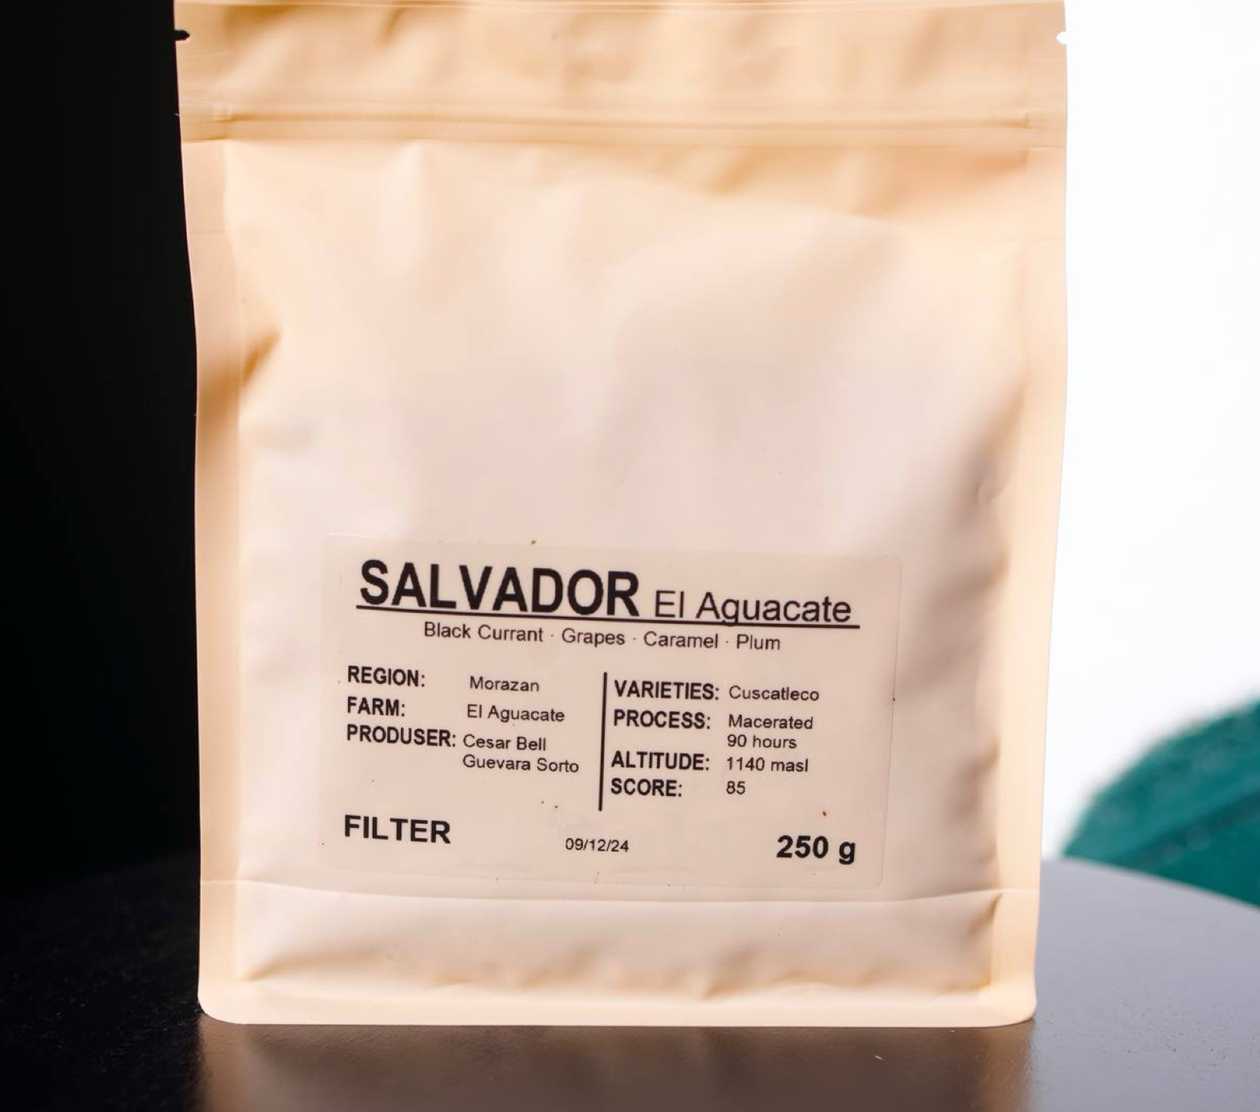 SALVADOR El Aguacate
Black Currant · Grapes · Caramel · Plum
REGION: Morazan
FARM: El Aguacate
PRODUSER: Cesar Bell
Guevara Sorto
VARIETIES: Cuscatleco
PROCESS: Macerated
90 hours
ALTITUDE: 1140 masl
SCORE: 85
FILTER 09/12/24 250 g